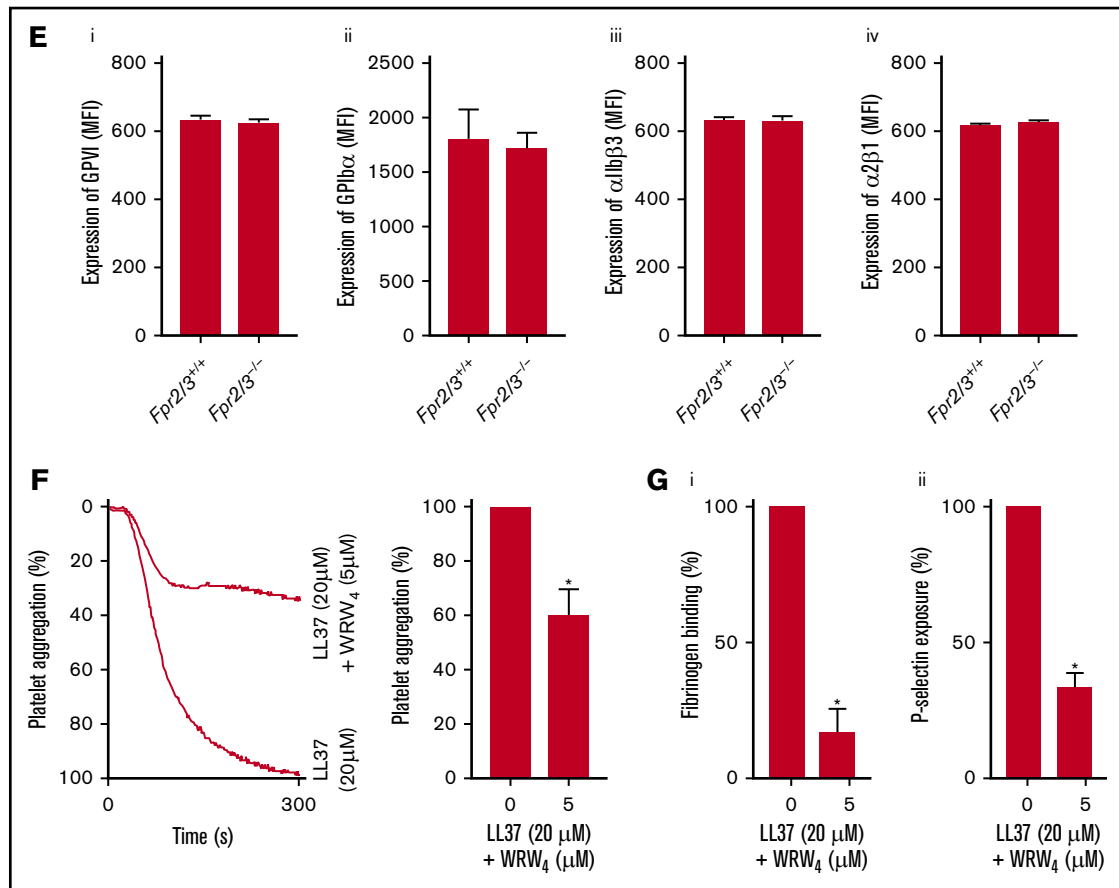 E
i
Expression of GPVI (MFI)
800
600
400
200
0
Fpr2/3+/+
Fpr2/3−/−
ii
Expression of GPIbα (MFI)
2500
2000
1500
1000
500
0
Fpr2/3+/+
Fpr2/3−/−
iii
Expression of αIIbβ3 (MFI)
800
600
400
200
0
Fpr2/3+/+
Fpr2/3−/−
iv
Expression of α2β1 (MFI)
800
600
400
200
0
Fpr2/3+/+
Fpr2/3−/−
F
Platelet aggregation (%)
0
20
40
60
80
100
0
300
Time (s)
LL37 (20μM)
+ WRW4 (5μM)
LL37
(20μM)
Platelet aggregation (%)
100
80
60
40
20
0
*
0
5
LL37 (20 μM)
+ WRW4 (μM)
G
i
Fibrinogen binding (%)
100
50
0
*
0
5
LL37 (20 μM)
+ WRW4 (μM)
ii
P-selectin exposure (%)
100
50
0
*
0
5
LL37 (20 μM)
+ WRW4 (μM)